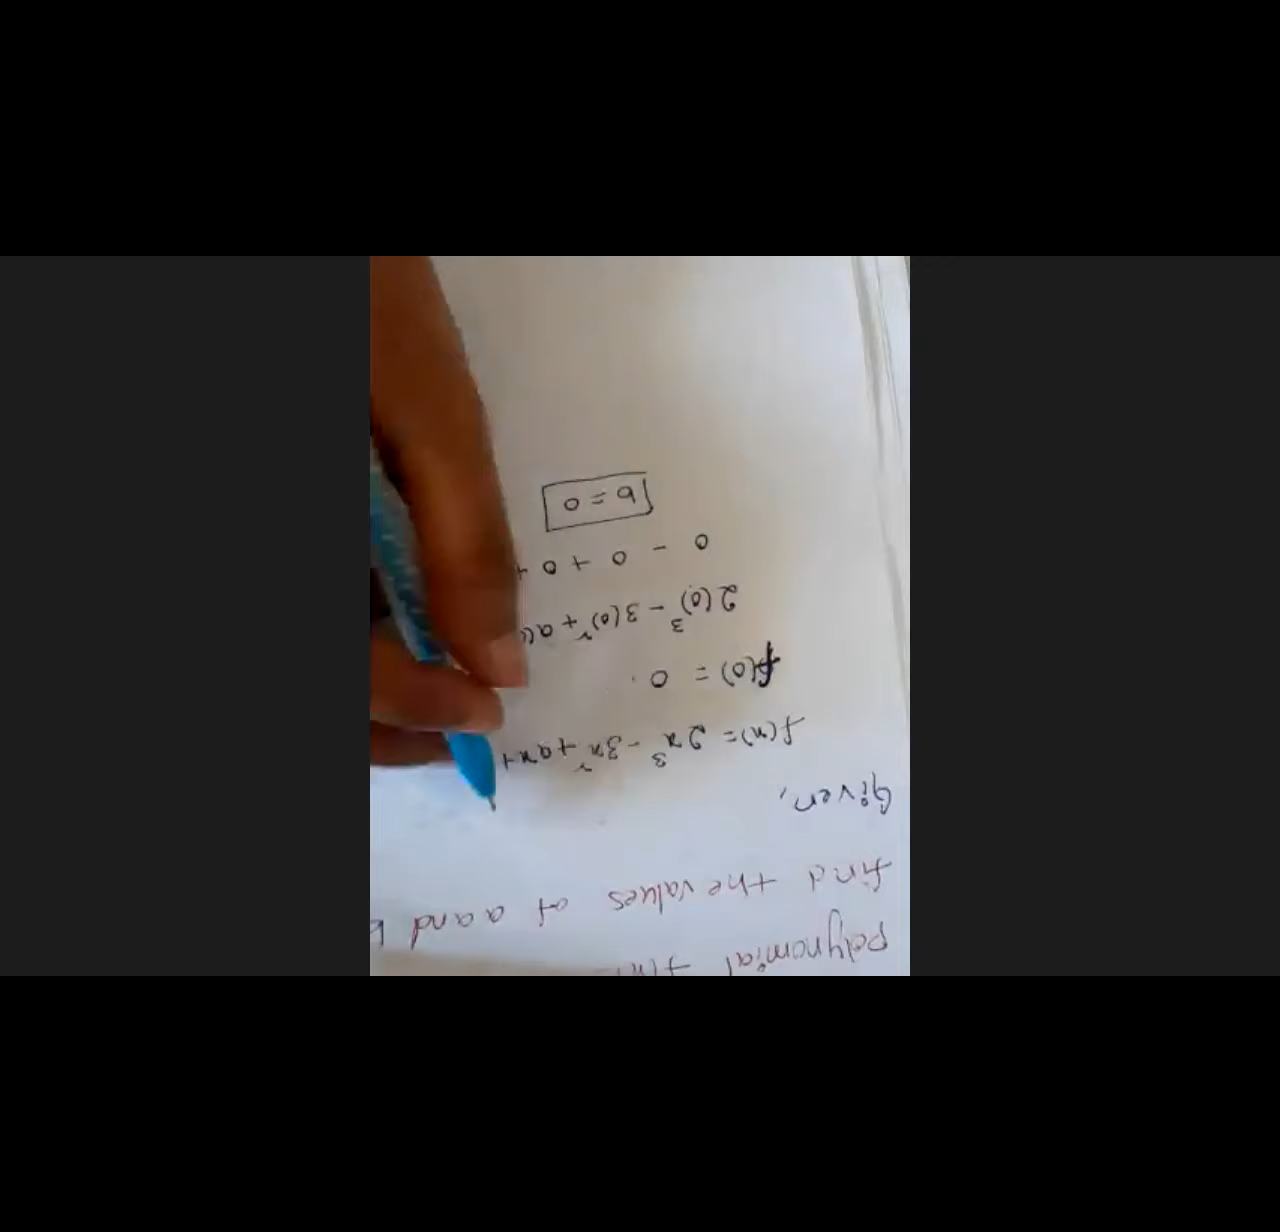 polynomial f(x)
find the values of a and b
Given,
f(x) = 2x³ - 3x² + ax +
f(0) = 0.
2(0)³ - 3(0)² + a(
0 - 0 + 0 +
b = 0